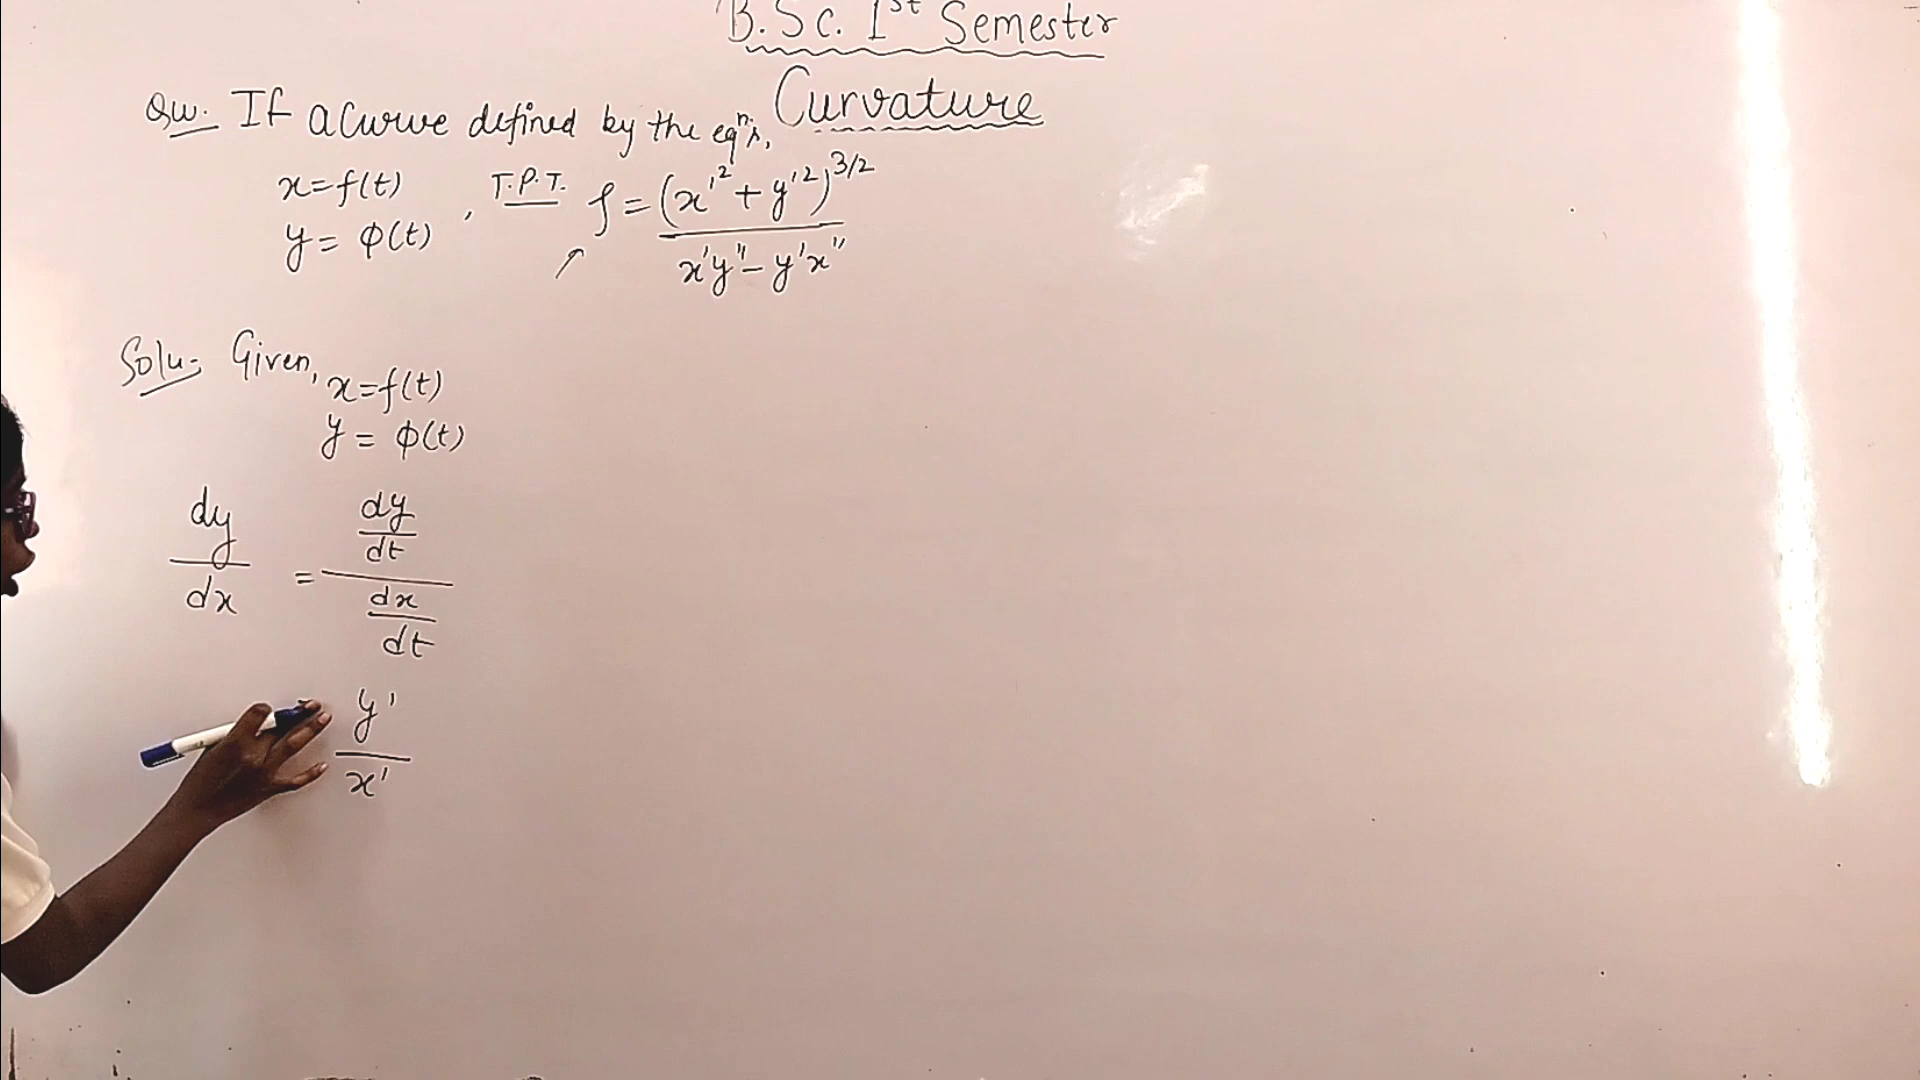 B.Sc. 1st Semester
Curvature
Qw. If a curve defined by the eqn.s,
x=f(t)
y= ϕ(t) , T.P.T. ρ = (x'² + y'²)^3/2 / x'y'' - y'x''
Solu- Given, x=f(t)
y = ϕ(t)
dy/dx = dy/dt / dx/dt
y'/x'